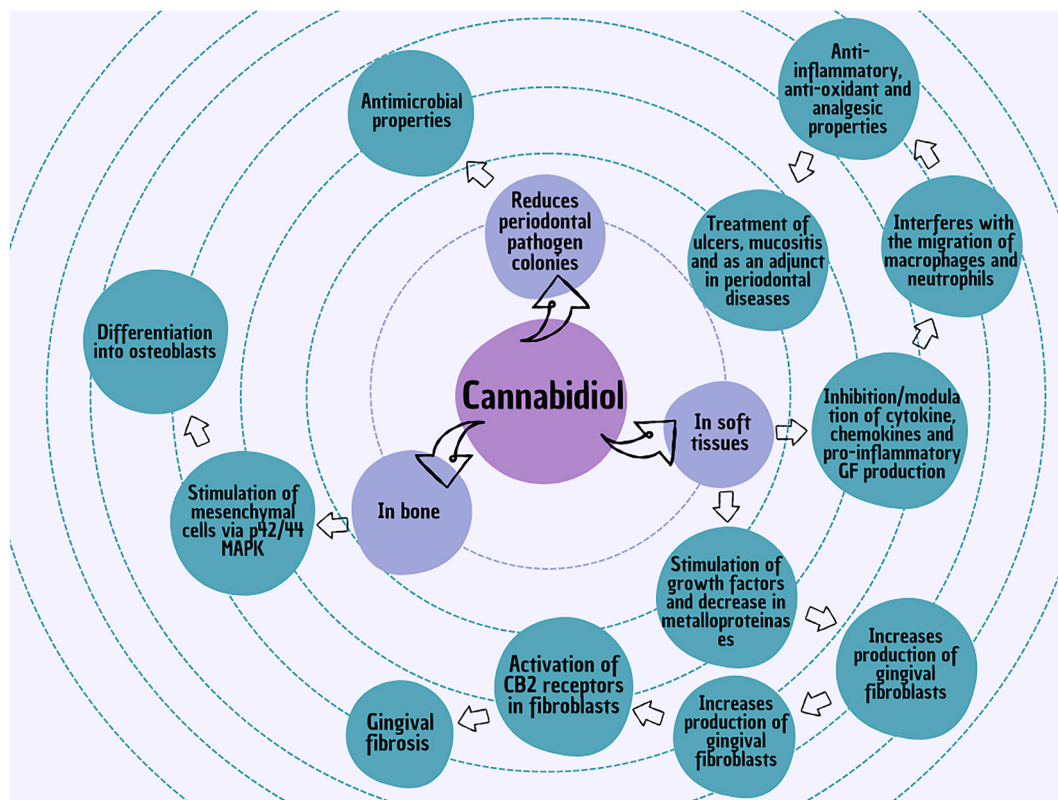 Cannabidiol
Reduces
periodontal
pathogen
colonies
Antimicrobial
properties
In soft
tissues
Inhibition/modula
tion of cytokine,
chemokines and
pro-inflammatory
GF production
Interferes with
the migration of
macrophages and
neutrophils
Anti-
inflammatory,
anti-oxidant and
analgesic
properties
Treatment of
ulcers, mucositis
and as an adjunct
in periodontal
diseases
Stimulation of
growth factors
and decrease in
metalloproteinas
es
Increases
production of
gingival
fibroblasts
Increases
production of
gingival
fibroblasts
Activation of
CB2 receptors
in fibroblasts
Gingival
fibrosis
In bone
Stimulation of
mesenchymal
cells via p42/44
MAPK
Differentiation
into osteoblasts